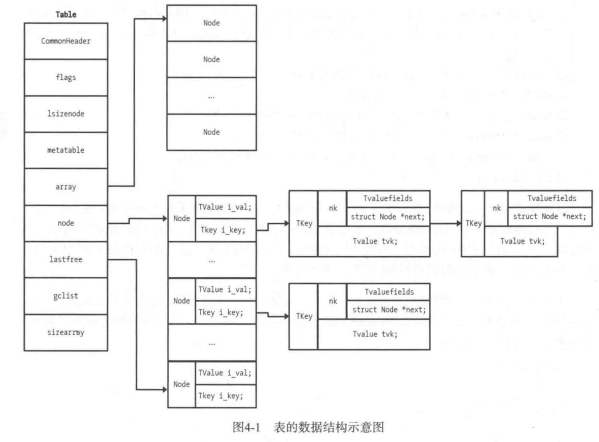 Table
CommonHeader
flags
lsizenode
metatable
array
node
lastfree
gclist
sizearrmy
Node
Node
...
Node
Node
TValue i_val;
Tkey i_key;
...
Node
TValue i_val;
Tkey i_key;
...
Node
TValue i_val;
Tkey i_key;
TKey
nk
Tvaluefields
struct Node *next;
Tvalue tvk;
TKey
nk
Tvaluefields
struct Node *next;
Tvalue tvk;
TKey
nk
Tvaluefields
struct Node *next;
Tvalue tvk;
图4-1 表的数据结构示意图